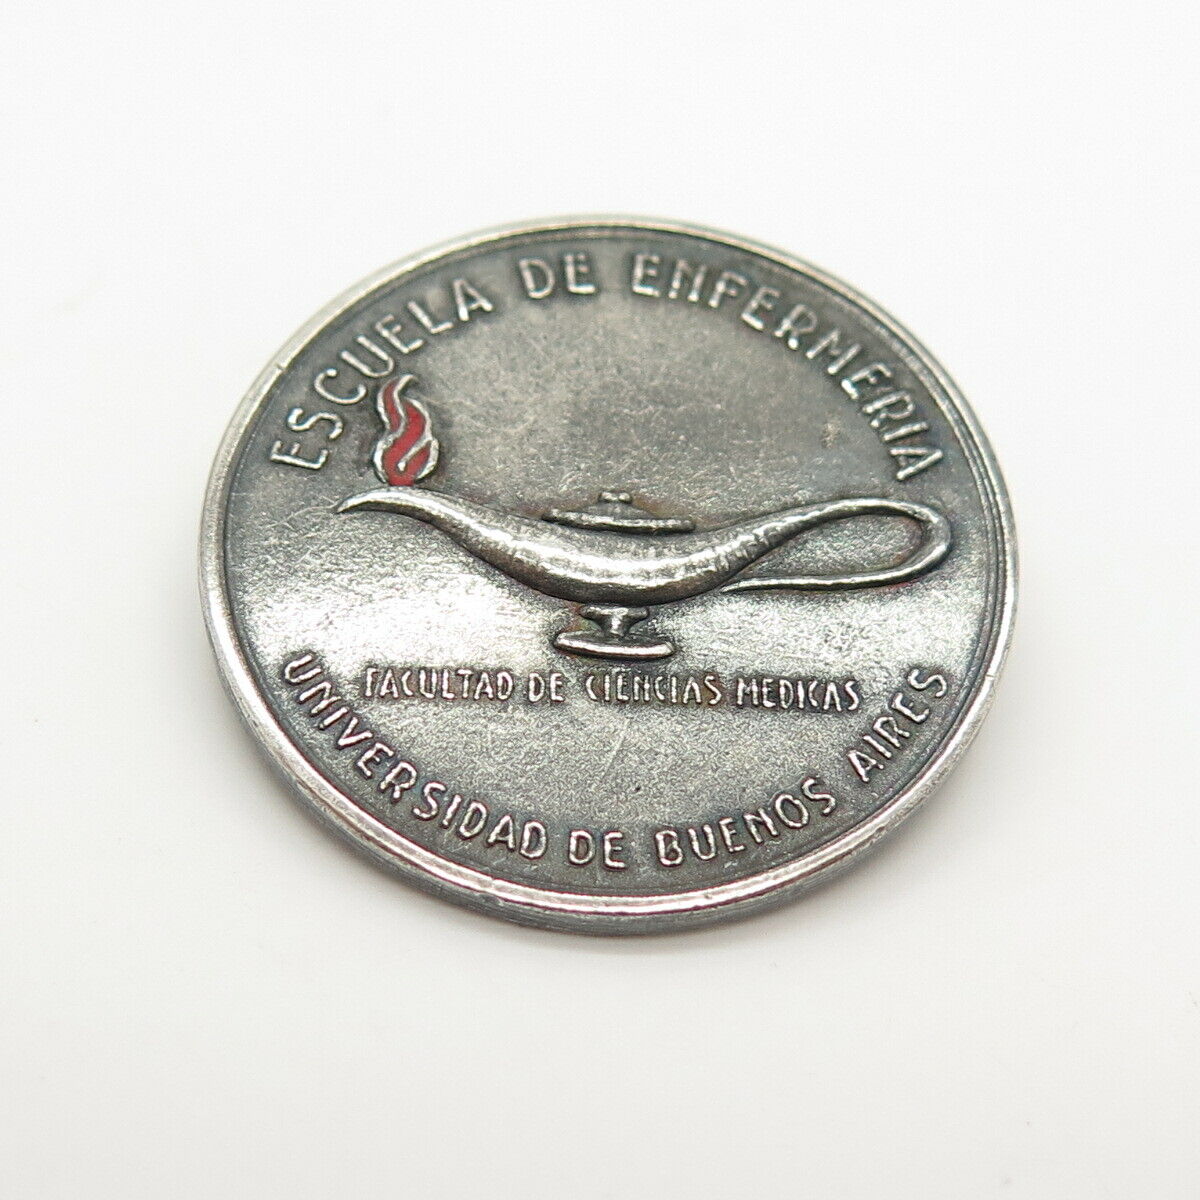 ESCUELA DE ENFERMERIA
FACULTAD DE CIENCIAS MEDICAS
UNIVERSIDAD DE BUENOS AIRES